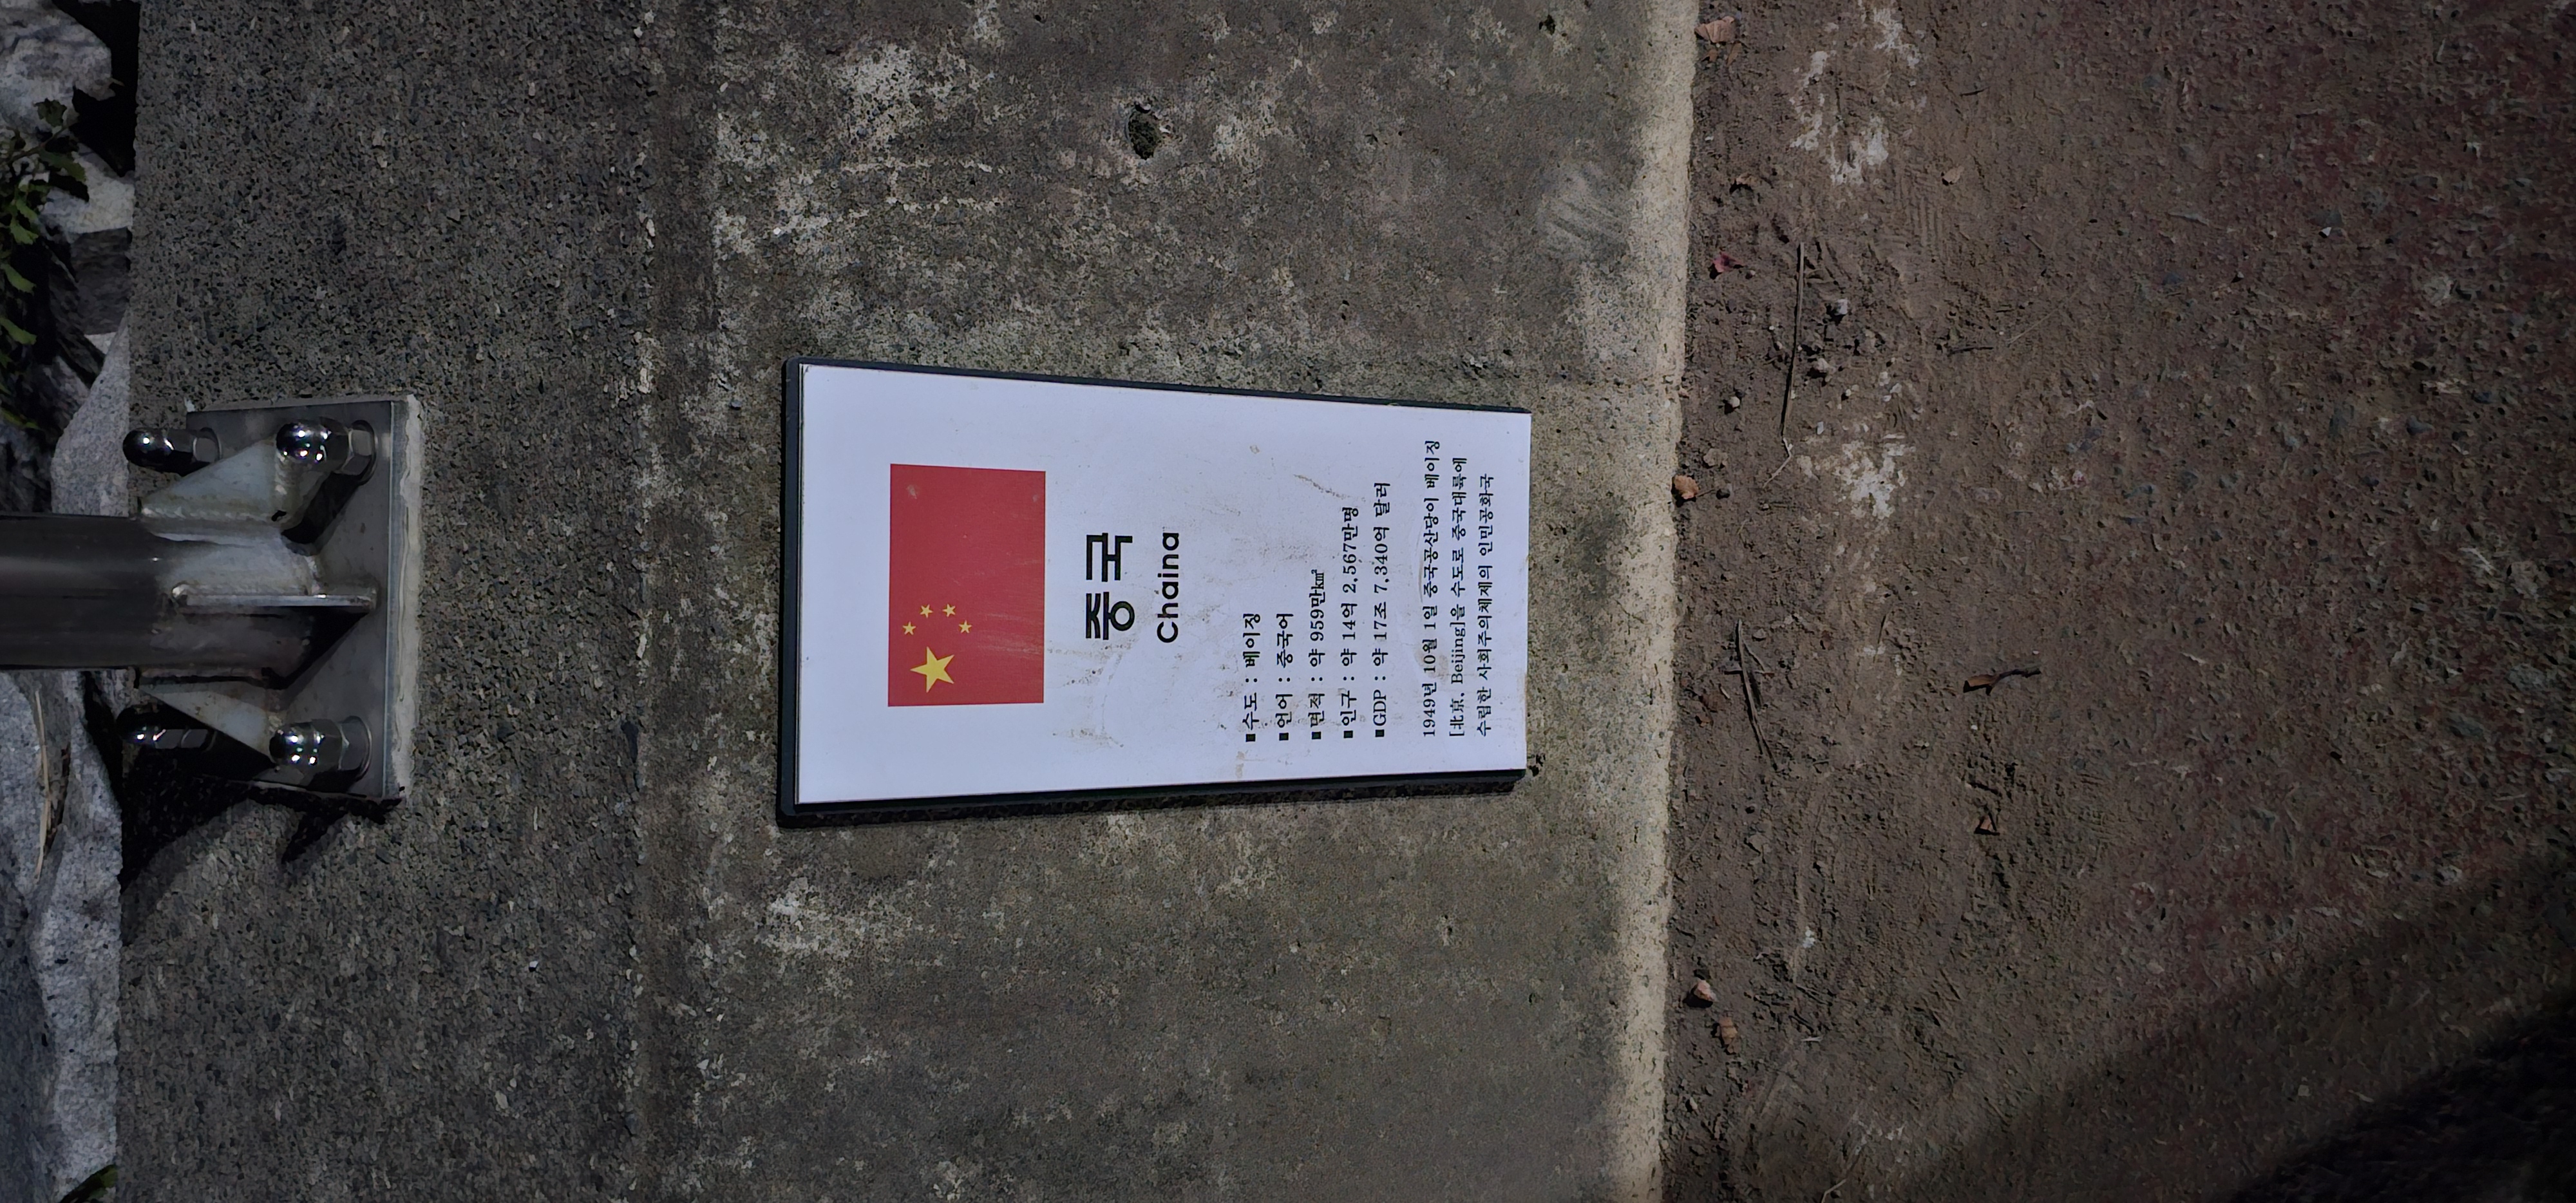 중국
Chaina
■수도 : 베이징
■언어 : 중국어
■면적 : 약 959만㎢
■인구 : 약 14억 2,567만명
■GDP : 약 17조 7,340억 달러
1949년 10월 1일 중국공산당이 베이징
[北京, Beijing]을 수도로 중국대륙에
수립한 사회주의체제의 인민공화국